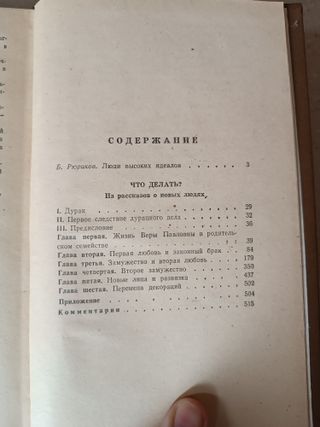 СОДЕРЖАНИЕ
Б. Рюриков. Люди высоких идеалов . . . . . . 3
ЧТО ДЕЛАТЬ?
Из рассказов о новых людях
I. Дурак . . . . . . . . . . 29
II. Первое следствие дурацкого дела . . . . . 32
III. Предисловие . . . . . . . . . 36
Глава первая. Жизнь Веры Павловны в родитель-
ском семействе . . . . . . . . . 39
Глава вторая. Первая любовь и законный брак . . 84
Глава третья. Замужество и вторая любовь . . . 179
Глава четвертая. Второе замужество . . . . . 350
Глава пятая. Новые лица и развязка . . . . . 437
Глава шестая. Перемена декораций . . . . . 502
Приложение . . . . . . . . . 504
Комментарии . . . . . . . . . 515